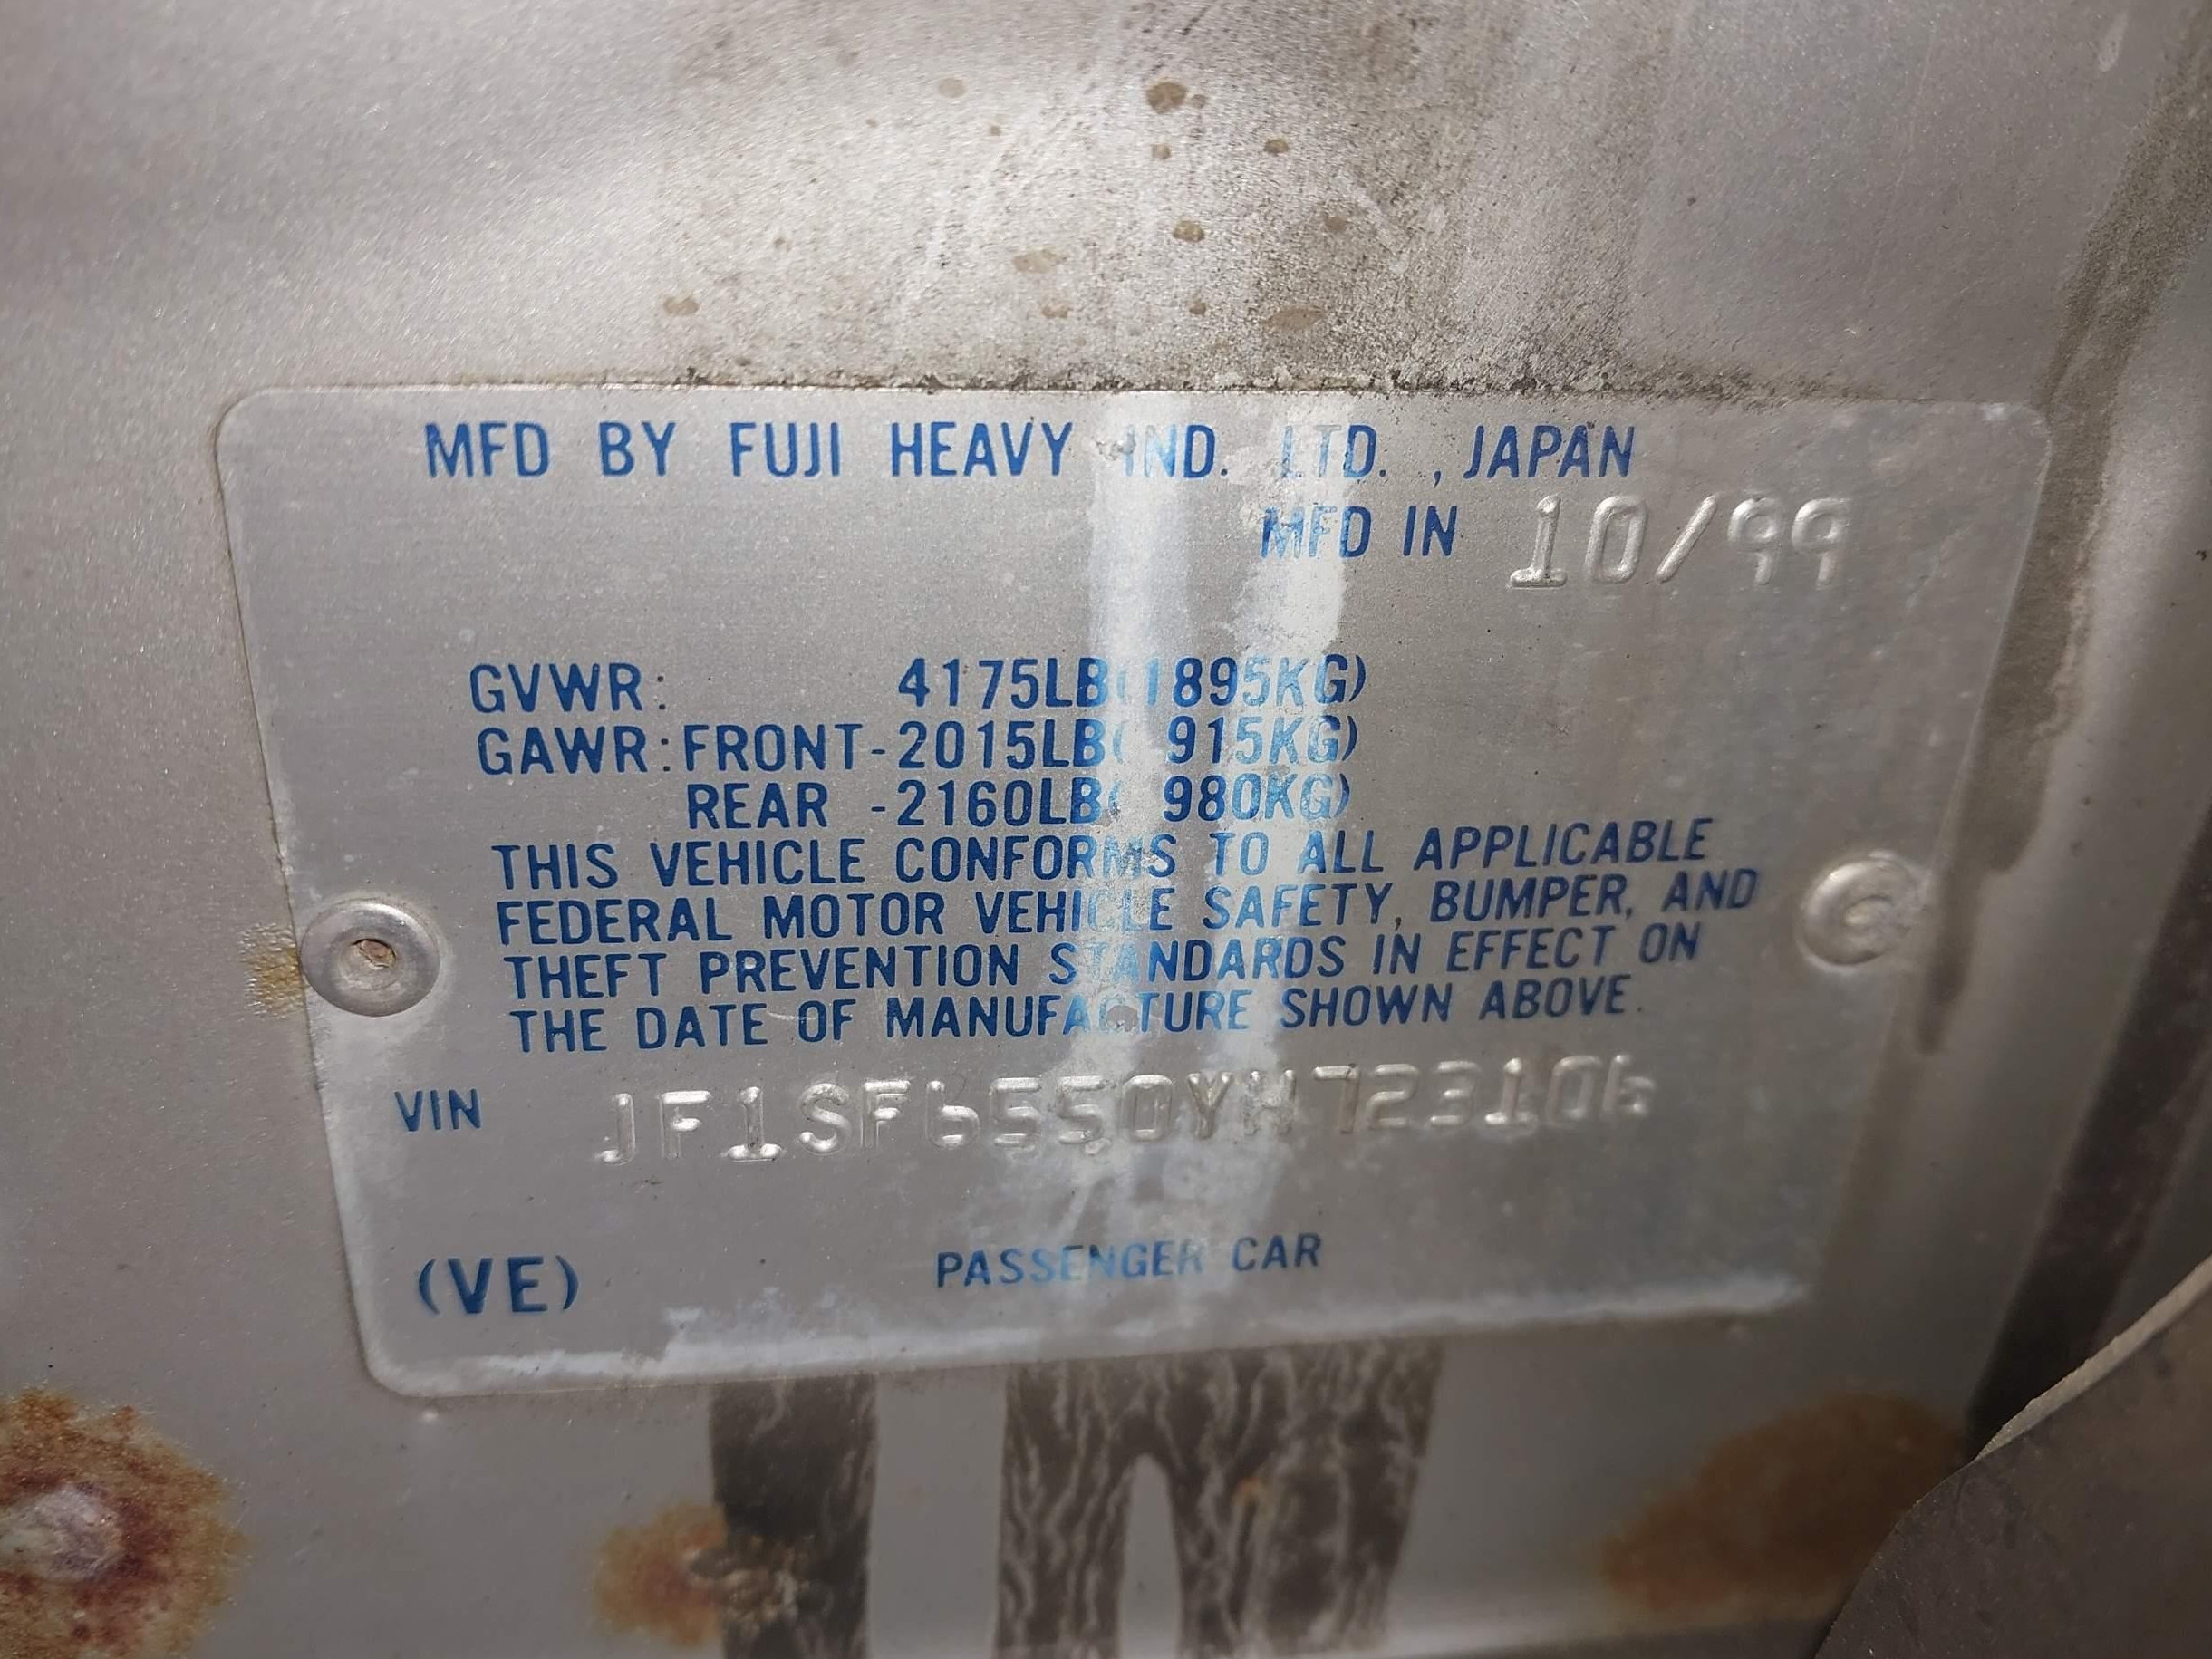 MFD BY FUJI HEAVY IND. LTD. , JAPAN
MFD IN 10/99
GVWR: 4175LB(1895KG)
GAWR:FRONT-2015LB( 915KG)
REAR -2160LB( 980KG)
THIS VEHICLE CONFORMS TO ALL APPLICABLE
FEDERAL MOTOR VEHICLE SAFETY, BUMPER, AND
THEFT PREVENTION STANDARDS IN EFFECT ON
THE DATE OF MANUFACTURE SHOWN ABOVE.
VIN JF1SF6550YH723106
(VE) PASSENGER CAR